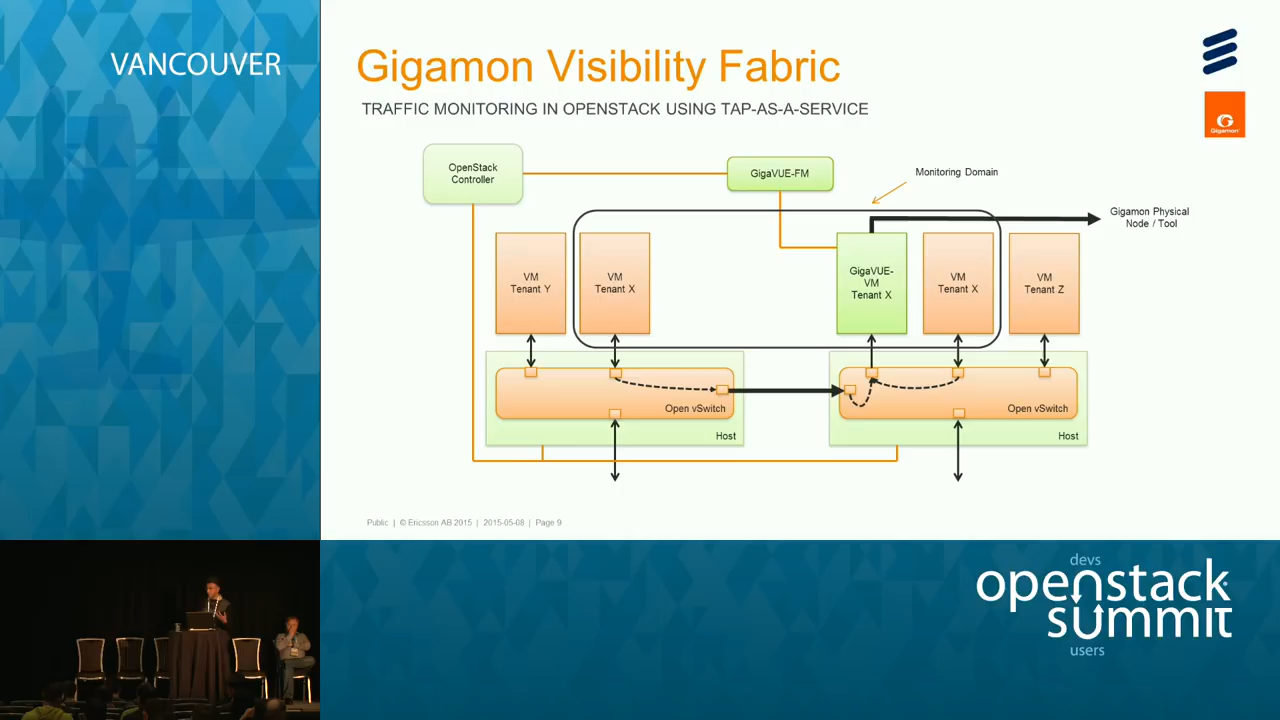 VANCOUVER
Gigamon Visibility Fabric
TRAFFIC MONITORING IN OPENSTACK USING TAP-AS-A-SERVICE
Gigamon
OpenStack
Controller
GigaVUE-FM
Monitoring Domain
Gigamon Physical
Node / Tool
VM
Tenant Y
VM
Tenant X
GigaVUE-
VM
Tenant X
VM
Tenant X
VM
Tenant Z
Open vSwitch
Host
Open vSwitch
Host
Public | © Ericsson AB 2015 | 2015-05-08 | Page 9
devs
openstack
summit
users